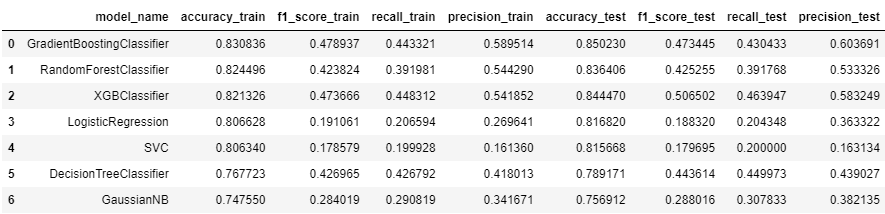 model_name accuracy_train f1_score_train recall_train precision_train accuracy_test f1_score_test recall_test precision_test
0 GradientBoostingClassifier 0.830836 0.478937 0.443321 0.589514 0.850230 0.473445 0.430433 0.603691
1 RandomForestClassifier 0.824496 0.423824 0.391981 0.544290 0.836406 0.425255 0.391768 0.533326
2 XGBClassifier 0.821326 0.473666 0.448312 0.541852 0.844470 0.506502 0.463947 0.583249
3 LogisticRegression 0.806628 0.191061 0.206594 0.269641 0.816820 0.188320 0.204348 0.363322
4 SVC 0.806340 0.178579 0.199928 0.161360 0.815668 0.179695 0.200000 0.163134
5 DecisionTreeClassifier 0.767723 0.426965 0.426792 0.418013 0.789171 0.443614 0.449973 0.439027
6 GaussianNB 0.747550 0.284019 0.290819 0.341671 0.756912 0.288016 0.307833 0.382135